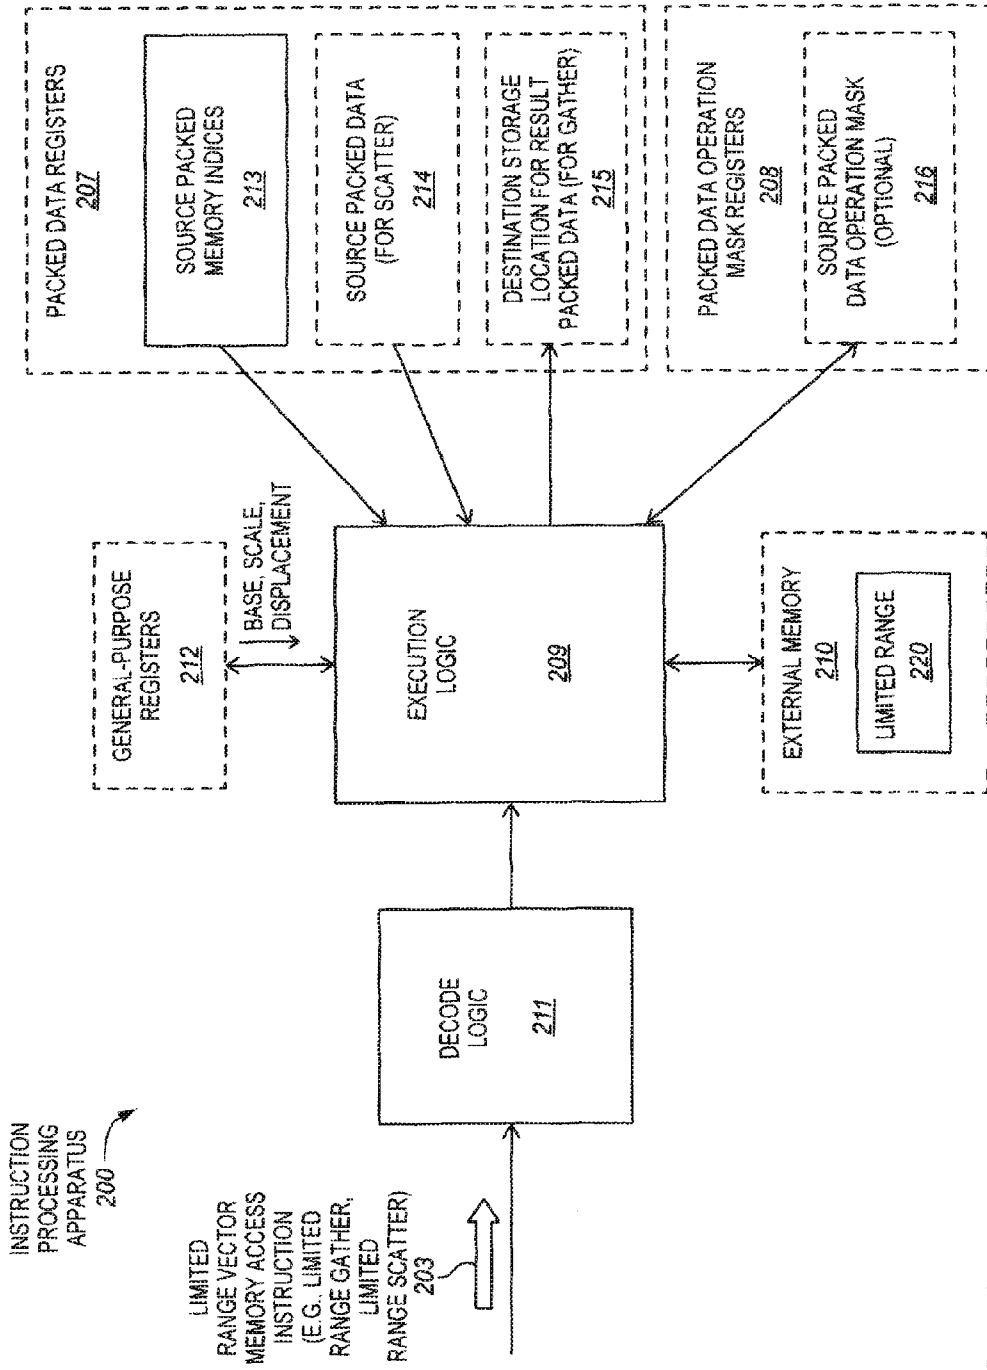 INSTRUCTION
PROCESSING
APPARATUS
200
LIMITED
RANGE VECTOR
MEMORY ACCESS
INSTRUCTION
(E.G., LIMITED
RANGE GATHER,
LIMITED
RANGE SCATTER)
203
DECODE
LOGIC
211
GENERAL-PURPOSE
REGISTERS
212
BASE, SCALE,
DISPLACEMENT
EXECUTION
LOGIC
209
EXTERNAL MEMORY
210
LIMITED RANGE
220
PACKED DATA REGISTERS
207
SOURCE PACKED
MEMORY INDICES
213
SOURCE PACKED DATA
(FOR SCATTER)
214
DESTINATION STORAGE
LOCATION FOR RESULT
PACKED DATA (FOR GATHER)
215
PACKED DATA OPERATION
MASK REGISTERS
208
SOURCE PACKED
DATA OPERATION MASK
(OPTIONAL)
216